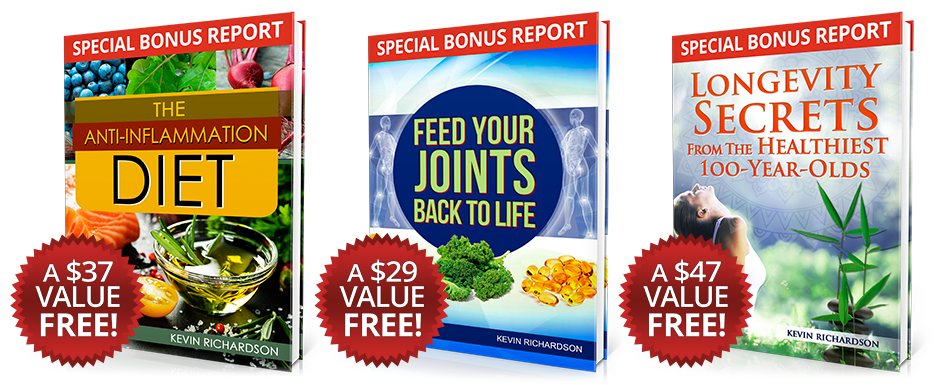 SPECIAL BONUS REPORT
THE
ANTI-INFLAMMATION
DIET
A $37
VALUE
FREE!
KEVIN RICHARDSON
SPECIAL BONUS REPORT
FEED YOUR
JOINTS
BACK TO LIFE
A $29
VALUE
FREE!
KEVIN RICHARDSON
SPECIAL BONUS REPORT
LONGEVITY
SECRETS
FROM THE HEALTHIEST
100-YEAR-OLDS
A $47
VALUE
FREE!
KEVIN RICHARDSON